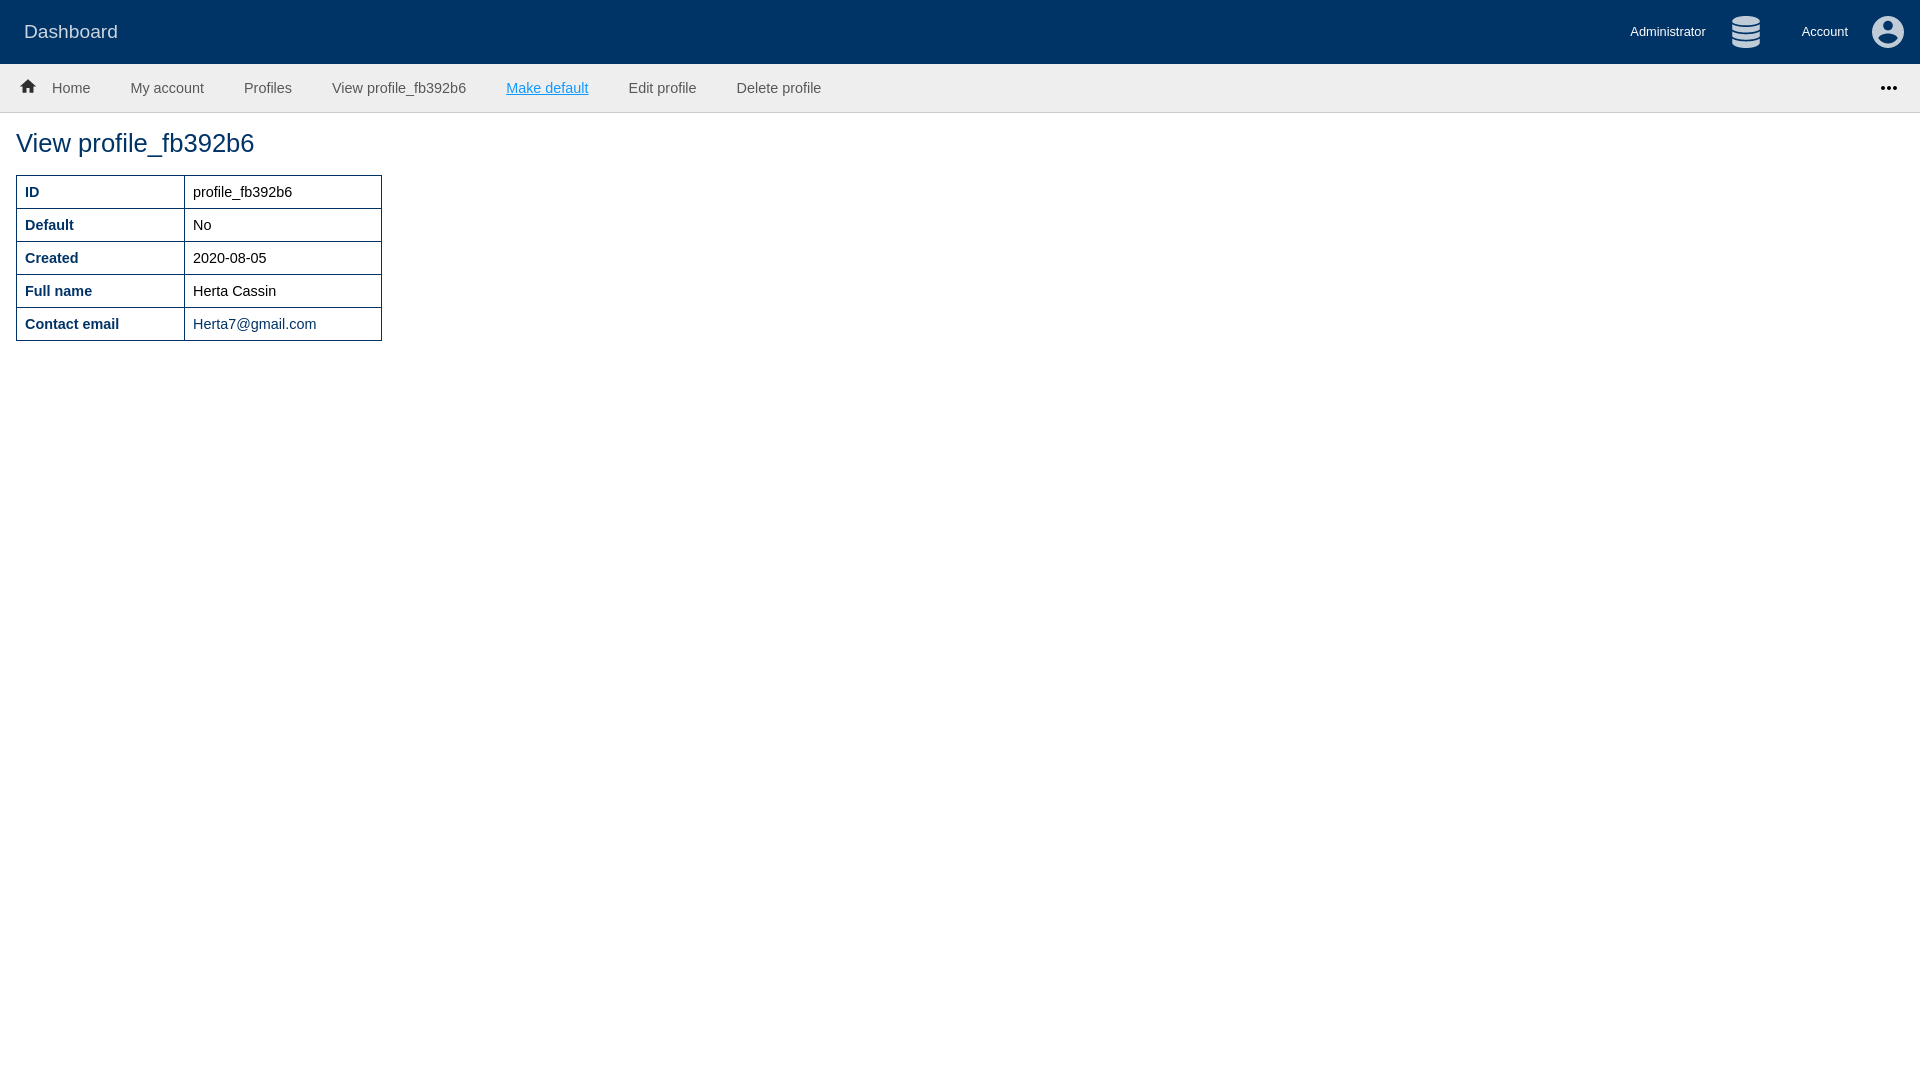 Dashboard
Administrator
Account
Home
My account
Profiles
View profile_fb392b6
Make default
Edit profile
Delete profile
View profile_fb392b6
ID profile_fb392b6
Default No
Created 2020-08-05
Full name Herta Cassin
Contact email Herta7@gmail.com